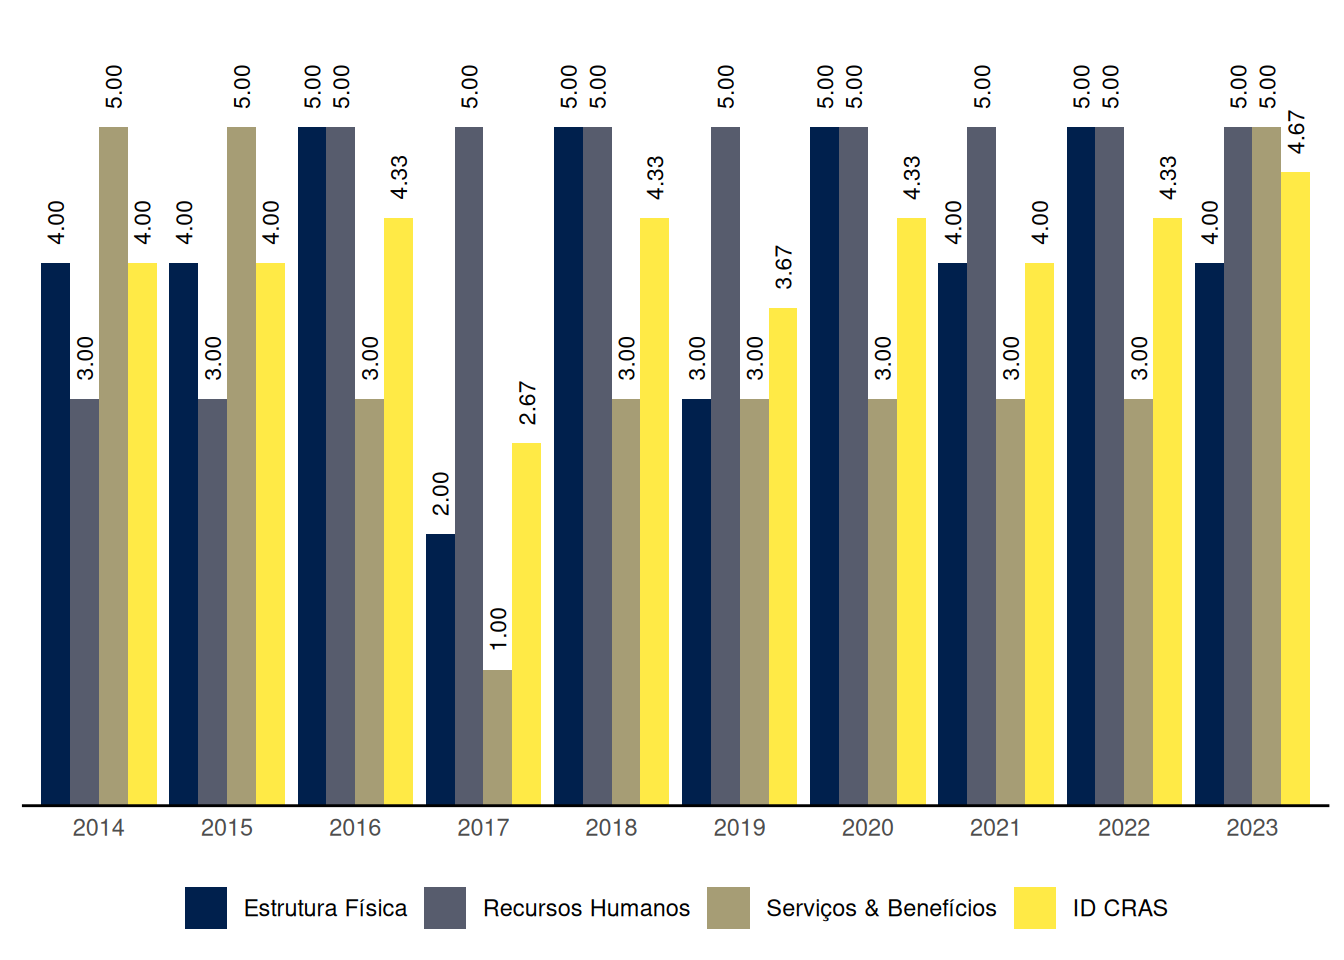 5.00 5.00 5.00 5.00 5.00 5.00 5.00 5.00 5.00 5.00 5.00 5.00 5.00 5.00 5.00
4.67
4.33 4.33 4.33 4.33
4.00 4.00 4.00 4.00 4.00 4.00 4.00
3.67
3.00 3.00 3.00 3.00 3.00 3.00 3.00 3.00 3.00
2.67
2.00
1.00
2014 2015 2016 2017 2018 2019 2020 2021 2022 2023
Estrutura Física Recursos Humanos Serviços & Benefícios ID CRAS